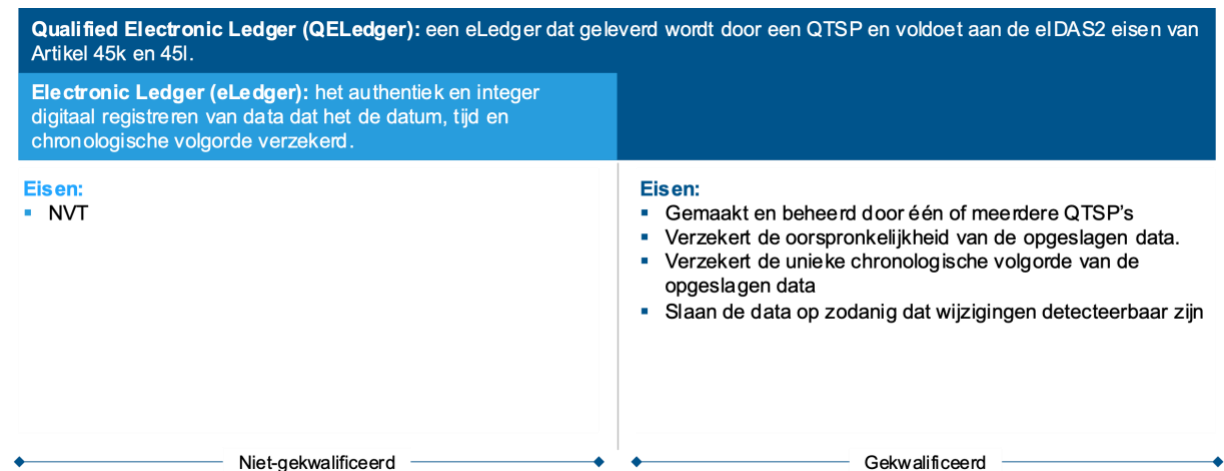 Qualified Electronic Ledger (QELedger): een eLedger dat geleverd wordt door een QTSP en voldoet aan de eIDAS2 eisen van
Artikel 45k en 45l.
Electronic Ledger (eLedger): het authentiek en integer
digitaal registreren van data dat het de datum, tijd en
chronologische volgorde verzekerd.
Eisen:
▪ NVT
Eisen:
▪ Gemaakt en beheerd door één of meerdere QTSP's
▪ Verzekert de oorspronkelijkheid van de opgeslagen data.
▪ Verzekert de unieke chronologische volgorde van de
opgeslagen data
▪ Slaan de data op zodanig dat wijzigingen detecteerbaar zijn
Niet-gekwalificeerd
Gekwalificeerd